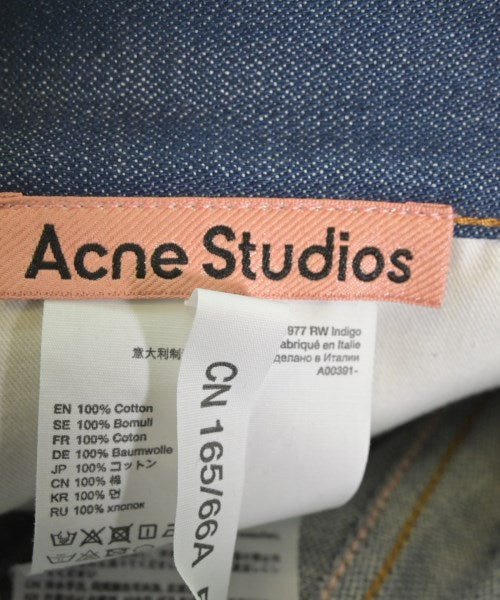 Acne Studios
977 RW Indigo
abriqué en Italie
意大利制
делано в Италии
A00391-
CN 165/66A
EN 100% Cotton
SE 100% Bomull
FR 100% Coton
DE 100% Baumwolle
JP 100% コットン
CN 100% 棉
KR 100% 면
RU 100% хлопок